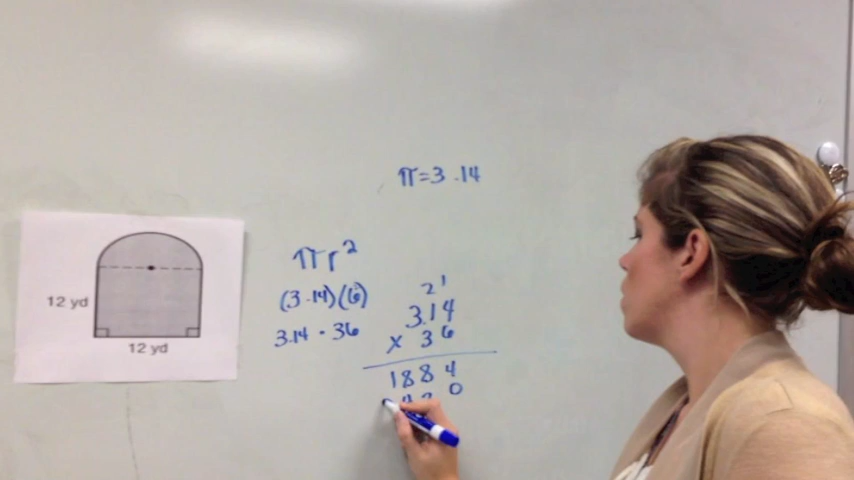 π=3.14
πr²
(3.14)(6)
3.14 · 36
2 1
3.14
x 36
1884
0
12 yd
12 yd